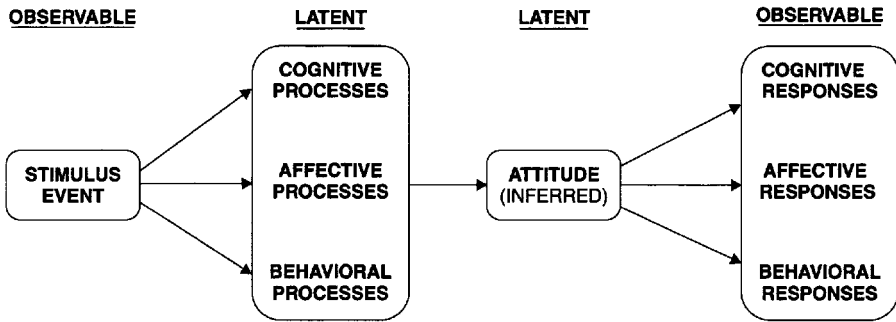 OBSERVABLE
LATENT
LATENT
OBSERVABLE
STIMULUS
EVENT
COGNITIVE
PROCESSES
AFFECTIVE
PROCESSES
BEHAVIORAL
PROCESSES
ATTITUDE
(INFERRED)
COGNITIVE
RESPONSES
AFFECTIVE
RESPONSES
BEHAVIORAL
RESPONSES